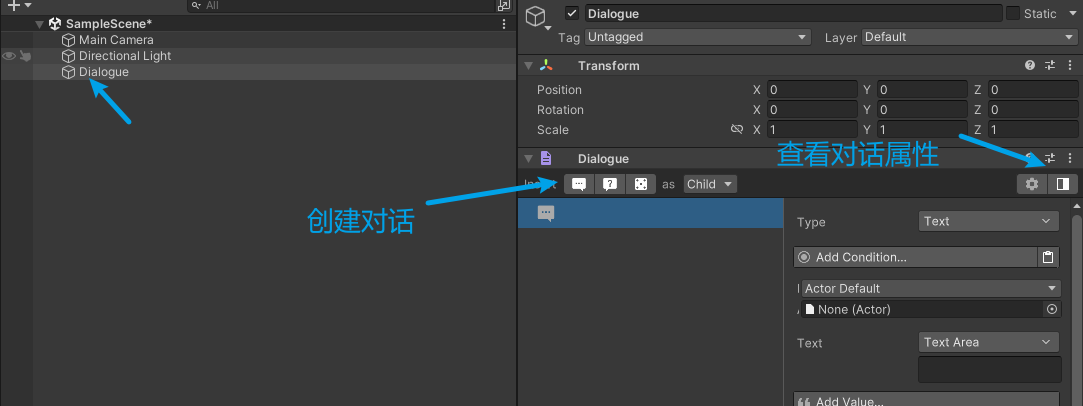 All
SampleScene*
Main Camera
Directional Light
Dialogue
Dialogue
Static
Tag Untagged Layer Default
Transform
Position X 0 Y 0 Z 0
Rotation X 0 Y 0 Z 0
Scale X 1 Y 1 Z 1
Dialogue
查看对话属性
as Child
创建对话
Type Text
Add Condition...
Actor Default
None (Actor)
Text Text Area
Add Value...